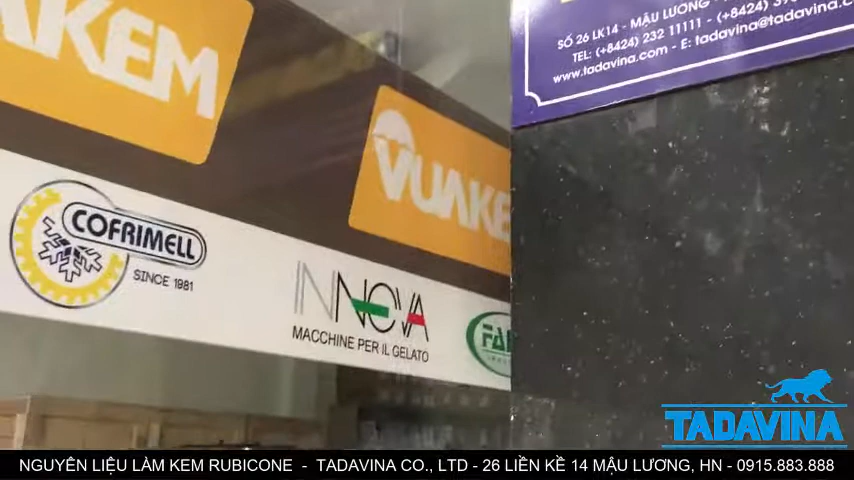 UAKEM
VUAKE
COFRIMELL
SINCE 1981
INNOVA
MACCHINE PER IL GELATO
SỐ 26 LK14 - MẬU LƯƠNG
TEL: (+8424) 232 11111 - (+8424)
www.tadavina.com - E: tadavina@tadavina.c
TADAVINA
NGUYÊN LIỆU LÀM KEM RUBICONE - TADAVINA CO., LTD - 26 LIỀN KỀ 14 MẬU LƯƠNG, HN - 0915.883.888